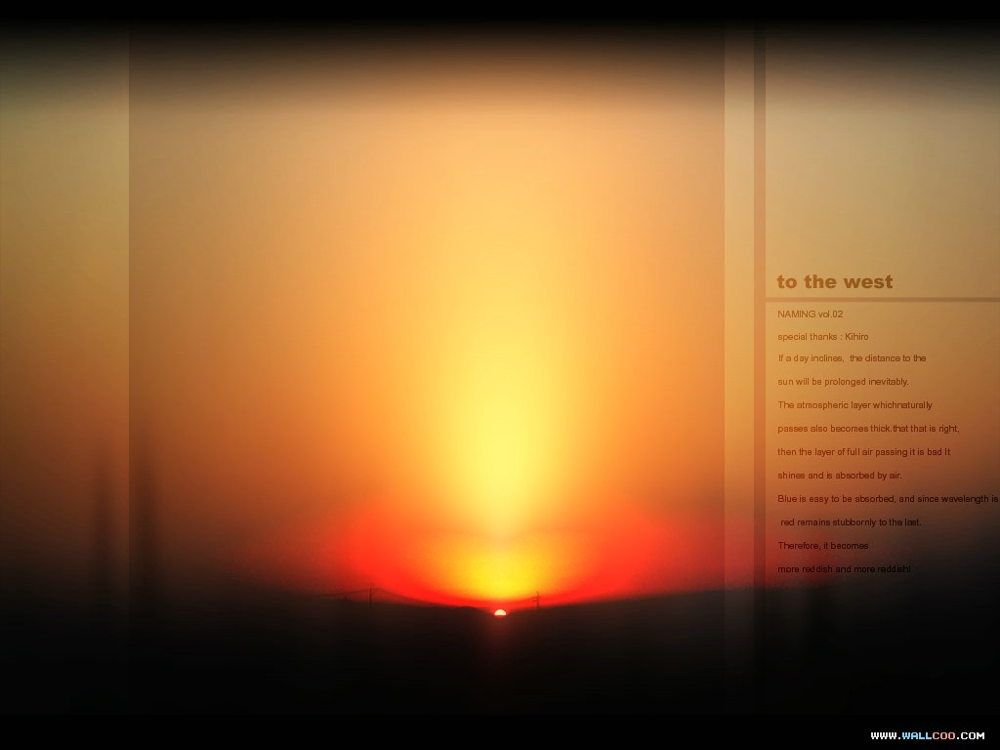 to the west
NAMING vol.02
special thanks : Kihiro
If a day inclines, the distance to the
sun will be prolonged inevitably.
The atmospheric layer whichnaturally
passes also becomes thick.that that is right,
then the layer of full air passing it is bad It
shines and is absorbed by air.
Blue is easy to be absorbed, and since wavelength is
red remains stubbornly to the last.
Therefore, it becomes
more reddish and more reddish!
WWW.WALLCOO.COM